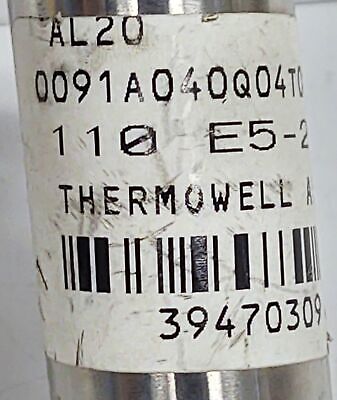 AL20
0091A040Q04T0
110 E5-2
THERMOWELL A
39470309